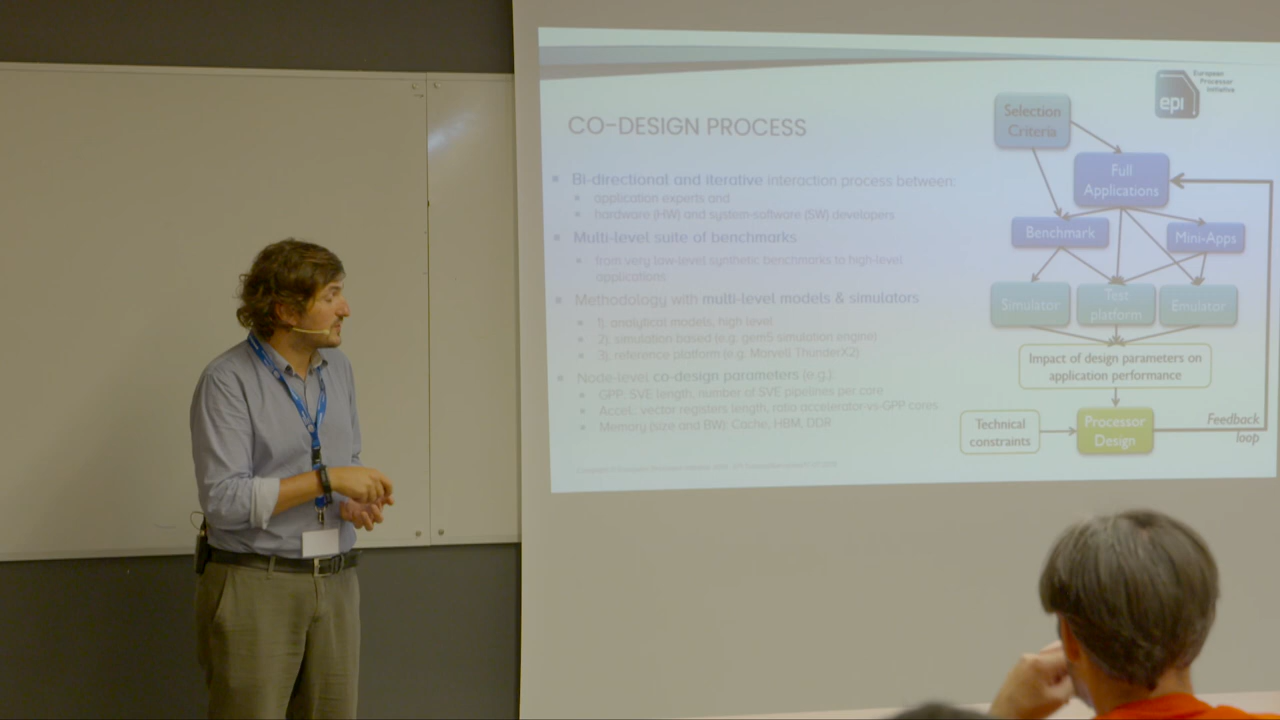 CO-DESIGN PROCESS
Bi-directional and iterative interaction process between:
application experts and
hardware (HW) and system-software (SW) developers
Multi-level suite of benchmarks
from very low-level synthetic benchmarks to high-level
applications
Methodology with multi-level models & simulators
1). analytical models, high level
2). simulation-based (e.g. gem5 simulation engine)
3). reference platform (e.g. Marvell ThunderX2)
Node-level co-design parameters (e.g.):
GPP: SVE length, number of SVE pipelines per core
Accel.: vector registers length, ratio accelerator-vs-GPP cores
Memory (size and BW): Cache, HBM, DDR
epi
European
Processor
Initiative
Selection
Criteria
Full
Applications
Benchmark
Mini-Apps
Simulator
Test
platform
Emulator
Impact of design parameters on
application performance
Technical
constraints
Processor
Design
Feedback
loop